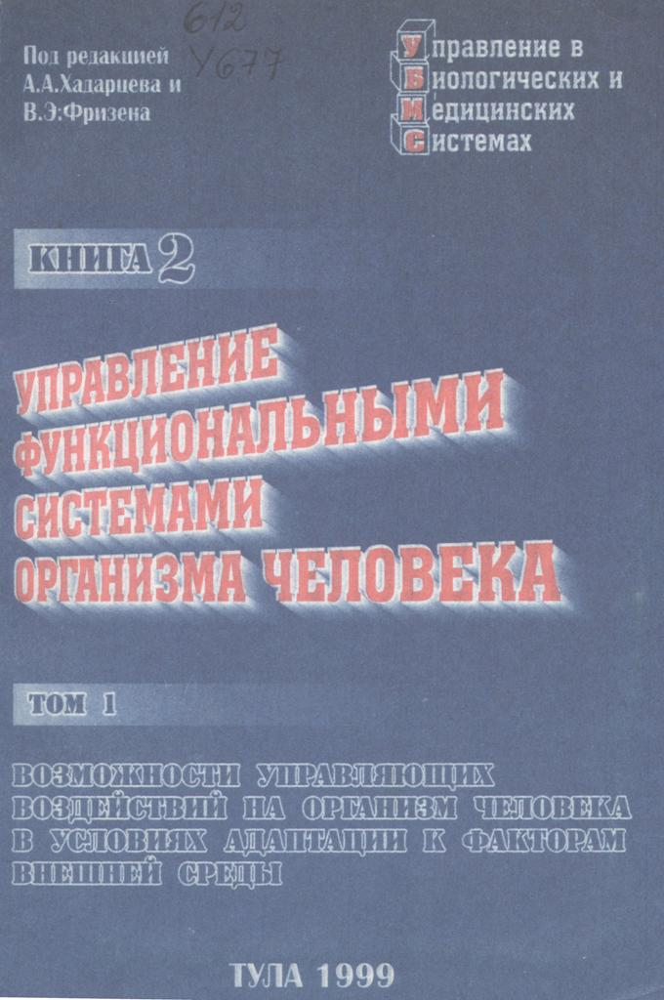 612
У677
Под редакцией
А.А.Хадарцева и
В.Э.Фризена
Управление в
Биологических и
Медицинских
Системах
КНИГА 2
УПРАВЛЕНИЕ
ФУНКЦИОНАЛЬНЫМИ
СИСТЕМАМИ
ОРГАНИЗМА ЧЕЛОВЕКА
ТОМ 1
ВОЗМОЖНОСТИ УПРАВЛЯЮЩИХ
ВОЗДЕЙСТВИЙ НА ОРГАНИЗМ ЧЕЛОВЕКА
В УСЛОВИЯХ АДАПТАЦИИ К ФАКТОРАМ
ВНЕШНЕЙ СРЕДЫ
ТУЛА 1999